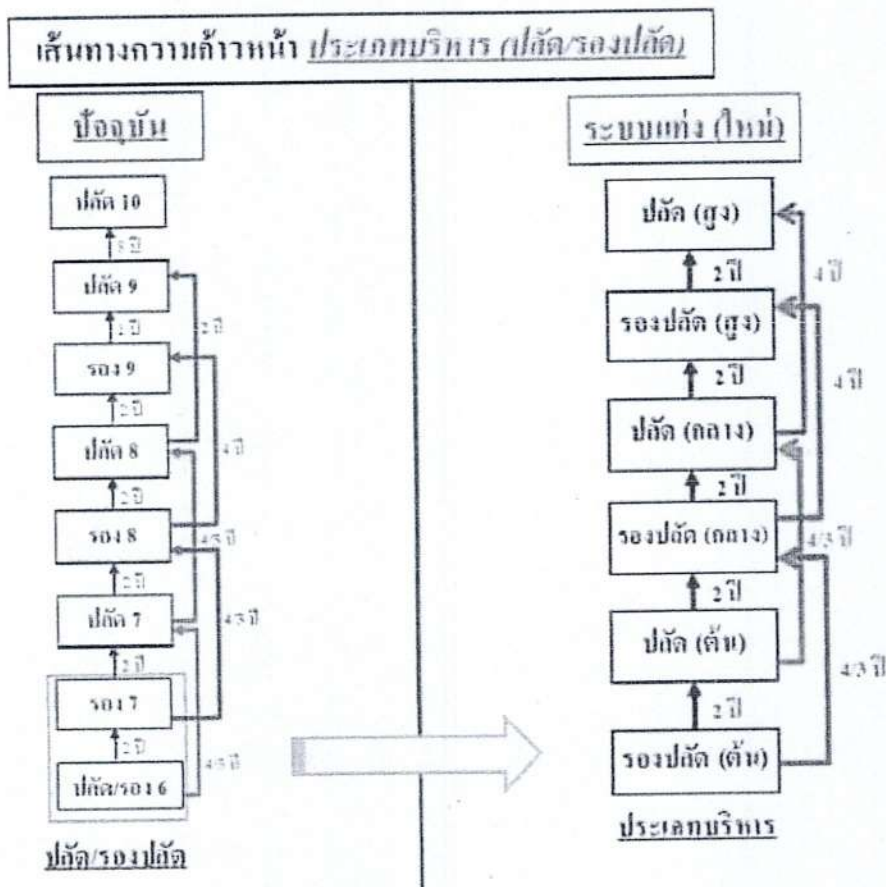 เส้นทางความก้าวหน้า ประเภทบริหาร (ปลัด/รองปลัด)
ปัจจุบัน
ปลัด 10
ปลัด 9
รอง 9
2 ปี
ปลัด 8
2 ปี
4 ปี
รอง 8
2 ปี
ปลัด 7
2 ปี
รอง 7
2 ปี
ปลัด/รอง 6
ปลัด/รองปลัด
ระบบแท่ง (ใหม่)
ปลัด (สูง)
2 ปี
4 ปี
รองปลัด (สูง)
2 ปี
4 ปี
ปลัด (กลาง)
2 ปี
รองปลัด (กลาง)
4/3 ปี
2 ปี
ปลัด (ต้น)
4/3 ปี
2 ปี
รองปลัด (ต้น)
ประเภทบริหาร